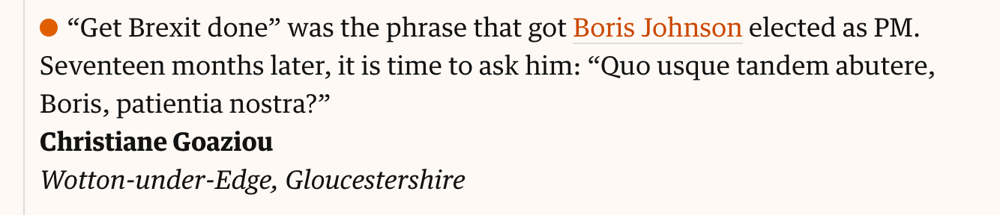 “Get Brexit done” was the phrase that got Boris Johnson elected as PM.
Seventeen months later, it is time to ask him: “Quo usque tandem abutere,
Boris, patientia nostra?”
Christiane Goaziou
Wotton-under-Edge, Gloucestershire